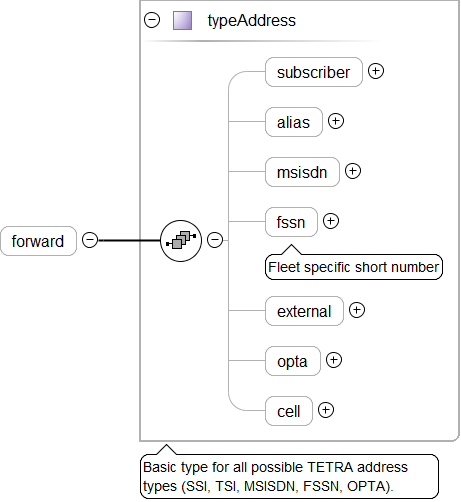 typeAddress
subscriber
alias
msisdn
forward
fssn
Fleet specific short number
external
opta
cell
Basic type for all possible TETRA address
types (SSI, TSI, MSISDN, FSSN, OPTA).